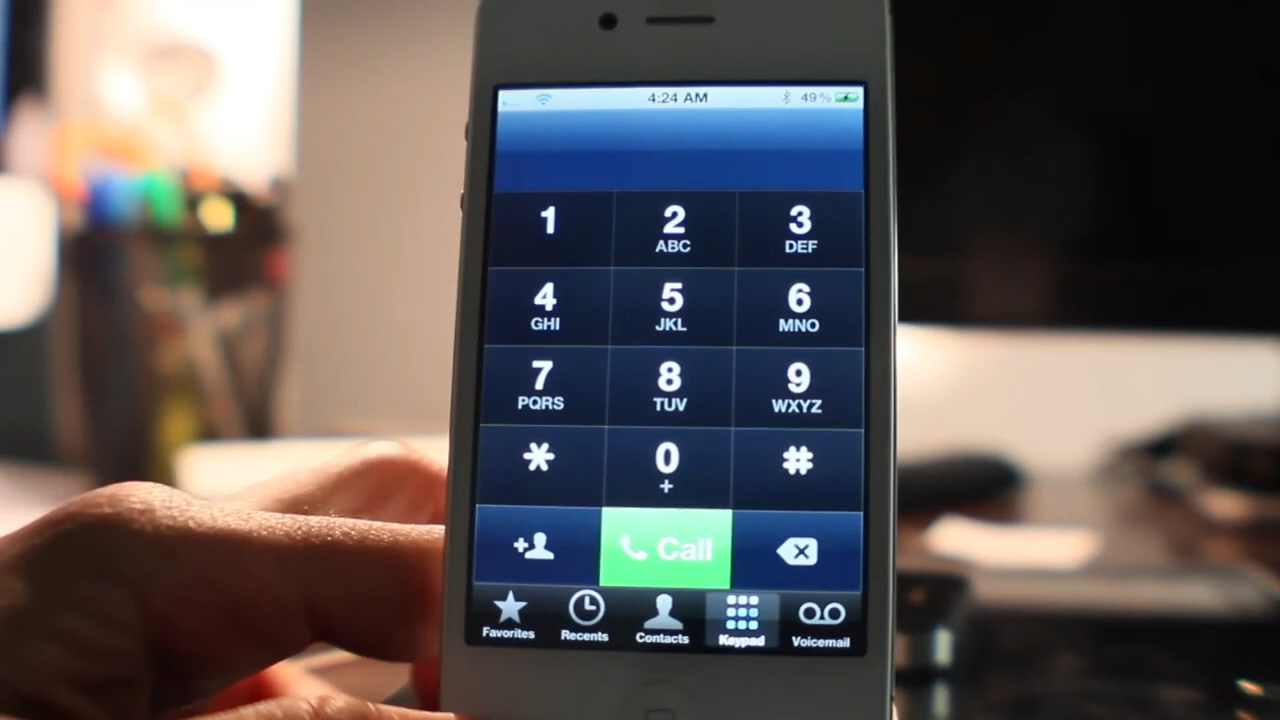 4:24 AM 49%
1 2 3
ABC DEF
4 5 6
GHI JKL MNO
7 8 9
PQRS TUV WXYZ
* 0 #
+
+ Call
Favorites Recents Contacts Keypad Voicemail